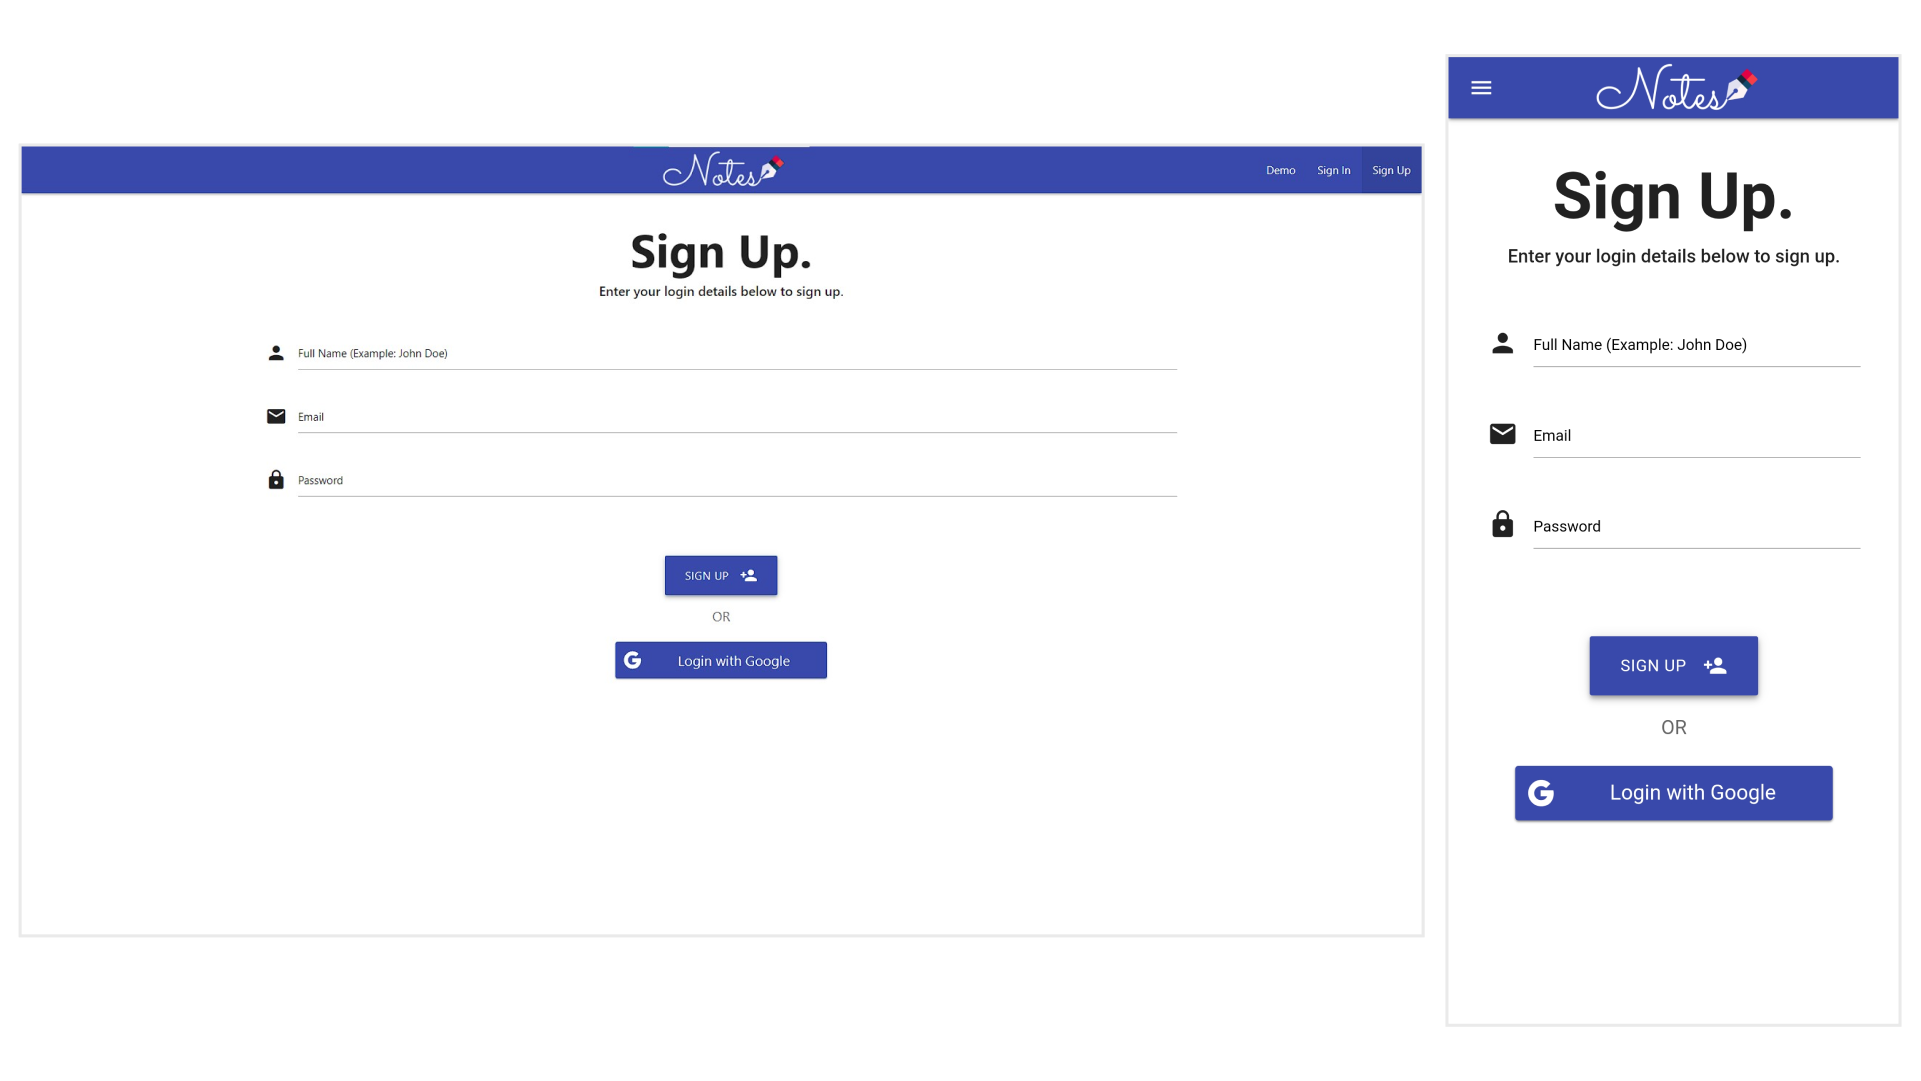 Notes
Demo Sign In Sign Up
Sign Up.
Enter your login details below to sign up.
Full Name (Example: John Doe)
Email
Password
SIGN UP
OR
G Login with Google
Notes
Sign Up.
Enter your login details below to sign up.
Full Name (Example: John Doe)
Email
Password
SIGN UP
OR
G Login with Google